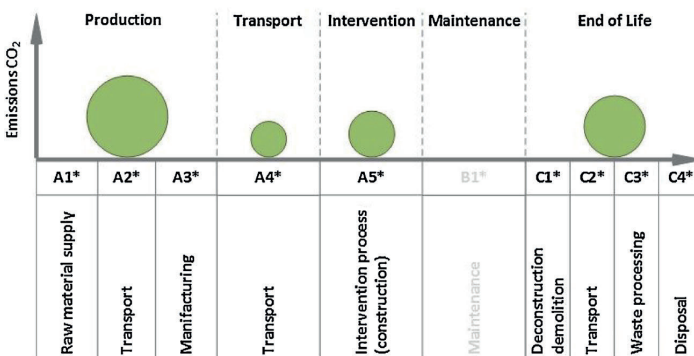 Production
Transport
Intervention
Maintenance
End of Life
Emissions CO₂
A1*
A2*
A3*
A4*
A5*
B1*
C1*
C2*
C3*
C4*
Raw material supply
Transport
Manifacturing
Transport
Intervention process
(construction)
Maintenance
Deconstruction
demolition
Transport
Waste processing
Disposal